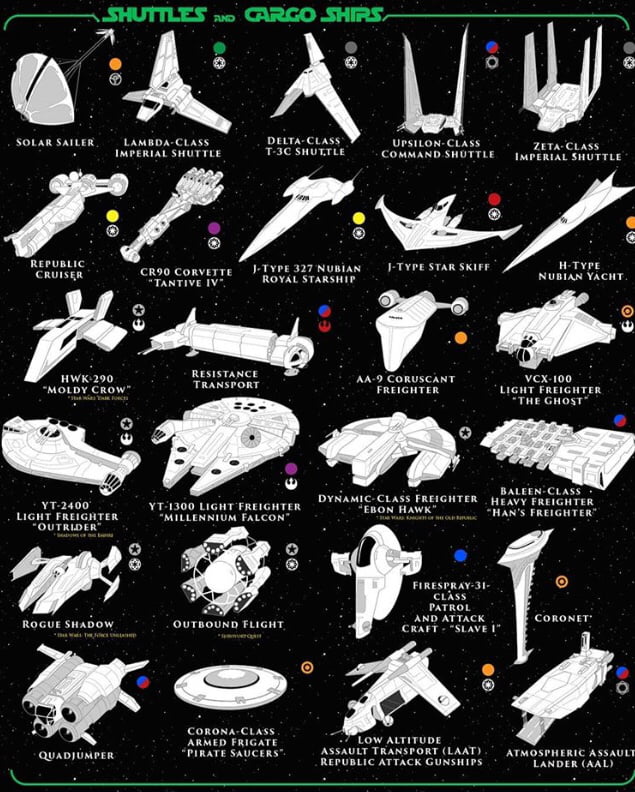 SHUTTLES AND CARGO SHIPS
SOLAR SAILER
LAMBDA-CLASS
IMPERIAL SHUTTLE
DELTA-CLASS
T-3C SHUTTLE
UPSILON-CLASS
COMMAND SHUTTLE
ZETA-CLASS
IMPERIAL SHUTTLE
REPUBLIC
CRUISER
CR90 CORVETTE
"TANTIVE IV"
J-TYPE 327 NUBIAN
ROYAL STARSHIP
J-TYPE STAR SKIFF
H-TYPE
NUBIAN YACHT
HWK-290
"MOLDY CROW"
* STAR WARS: DARK FORCES
RESISTANCE
TRANSPORT
AA-9 CORUSCANT
FREIGHTER
VCX-100
LIGHT FREIGHTER
"THE GHOST"
YT-2400
LIGHT FREIGHTER
"OUTRIDER"
* SHADOWS OF THE EMPIRE
YT-1300 LIGHT FREIGHTER
"MILLENNIUM FALCON"
DYNAMIC-CLASS FREIGHTER
"EBON HAWK"
* STAR WARS: KNIGHTS OF THE OLD REPUBLIC
BALEEN-CLASS
HEAVY FREIGHTER
"HAN'S FREIGHTER"
ROGUE SHADOW
* STAR WARS: THE FORCE UNLEASHED
OUTBOUND FLIGHT
* SURVIVOR'S QUEST
FIRESPRAY-31-
CLASS
PATROL
AND ATTACK
CRAFT - "SLAVE I"
CORONET
QUADJUMPER
CORONA-CLASS
ARMED FRIGATE
"PIRATE SAUCERS"
LOW ALTITUDE
ASSAULT TRANSPORT (LAAT)
REPUBLIC ATTACK GUNSHIPS
ATMOSPHERIC ASSAULT
LANDER (AAL)